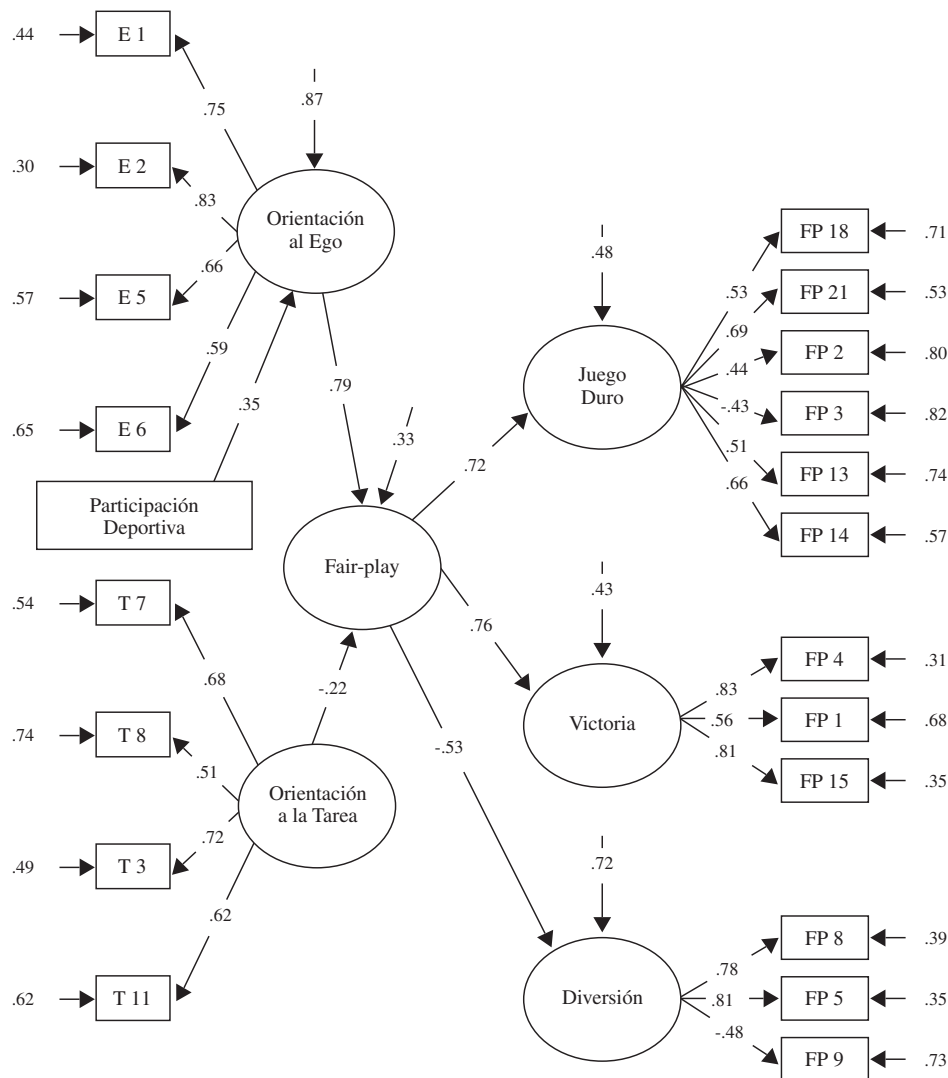 .44
E 1
.75
.87
.30
E 2
.83
Orientación
al Ego
.66
.57
E 5
.59
.35
.79
.65
E 6
Participación
Deportiva
.33
Fair-play
.72
.48
Juego
Duro
.53
FP 18
.71
.69
FP 21
.53
.44
FP 2
.80
-.43
FP 3
.82
.51
FP 13
.74
.66
FP 14
.57
.54
T 7
.68
-.22
.76
.43
Victoria
.83
FP 4
.31
.56
FP 1
.68
.81
FP 15
.35
.74
T 8
.51
Orientación
a la Tarea
.72
.49
T 3
.62
.62
T 11
-.53
.72
Diversión
.78
FP 8
.39
.81
FP 5
.35
-.48
FP 9
.73